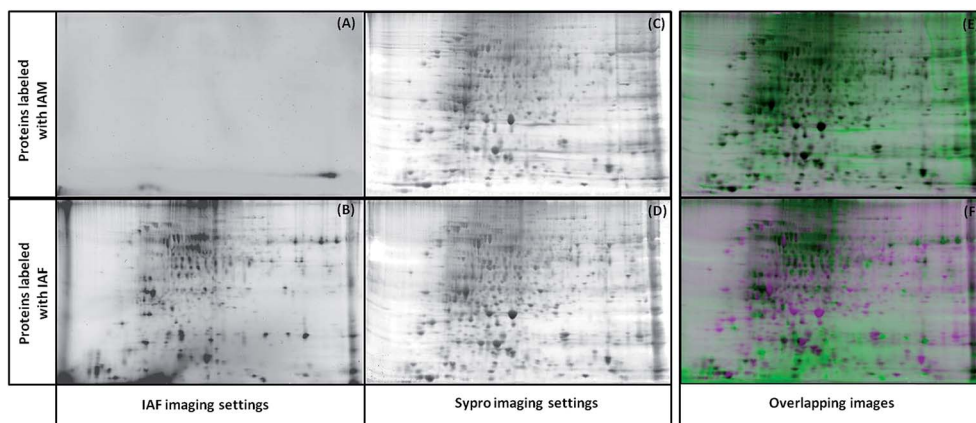 (A)
(C)
(E)
Proteins labeled
with IAM
(B)
(D)
(F)
Proteins labeled
with IAF
IAF imaging settings
Sypro imaging settings
Overlapping images